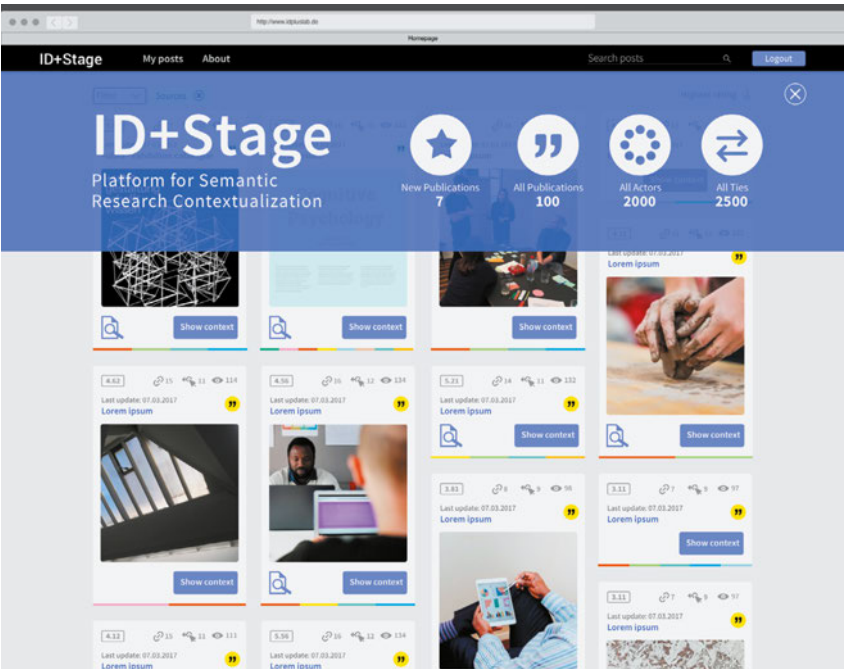 http://www.idpluslab.de
Homepage
ID+Stage
My posts
About
Search posts
Logout
Sources
ID+Stage
Platform for Semantic
Research Contextualization
New Publications
7
All Publications
100
All Actors
2000
All Ties
2500
Cognitive
Psychology
Show context
Show context
Show context
Last update: 07.03.2017
Lorem ipsum
Show context
4.62 15 11 114
Last update: 07.03.2017
Lorem ipsum
Show context
4.56 16 12 134
Last update: 07.03.2017
Lorem ipsum
Show context
5.21 14 11 132
Last update: 07.03.2017
Lorem ipsum
Show context
3.81 8 9 98
Last update: 07.03.2017
Lorem ipsum
3.11 7 9 97
Last update: 07.03.2017
Lorem ipsum
Show context
3.11 7 9 97
Last update: 07.03.2017
Lorem ipsum
4.12 15 11 111
Last update: 07.03.2017
Lorem ipsum
5.56 16 12 134
Last update: 07.03.2017
Lorem ipsum